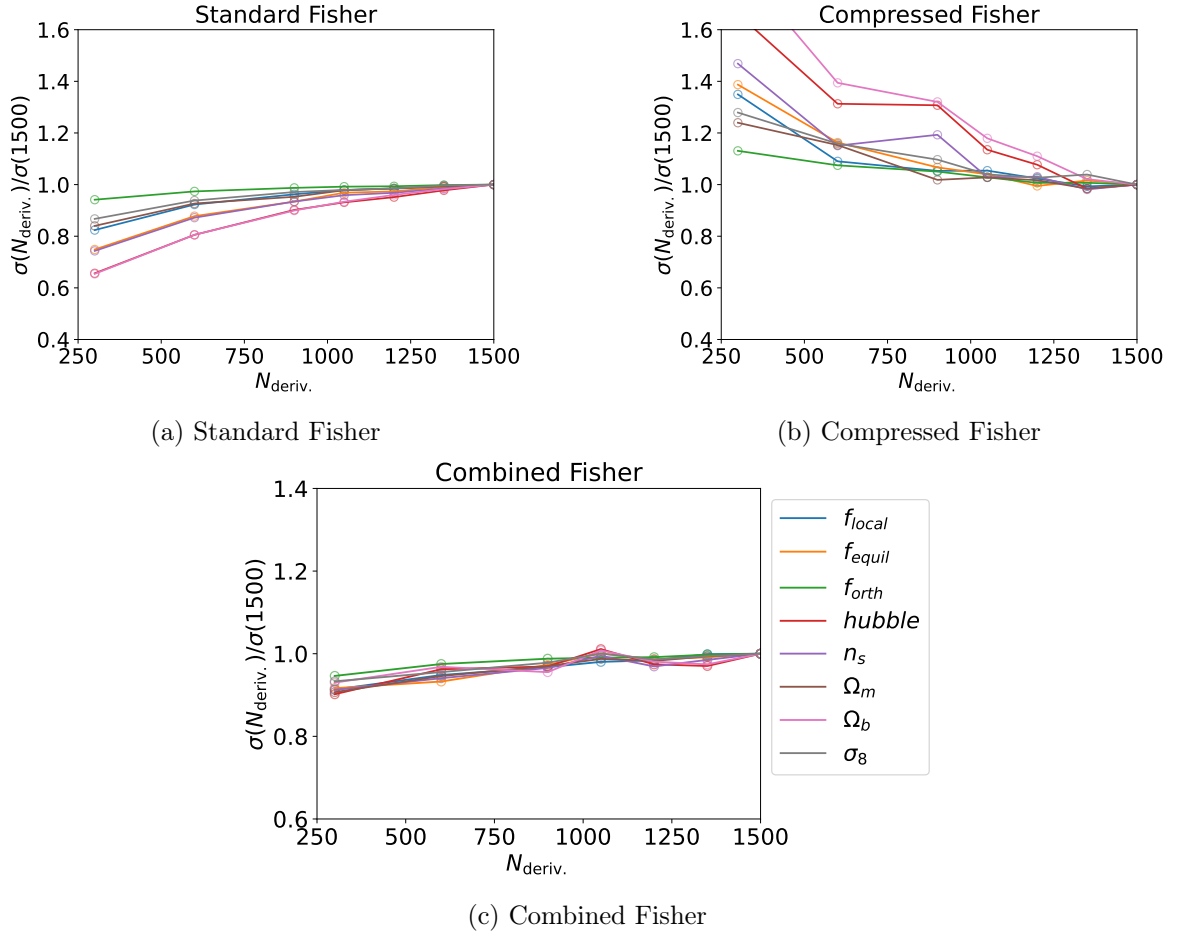 Standard Fisher
1.6
1.4
1.2
1.0
0.8
0.6
0.4
σ(N_deriv.)/σ(1500)
250 500 750 1000 1250 1500
N_deriv.
(a) Standard Fisher
Compressed Fisher
1.6
1.4
1.2
1.0
0.8
0.6
0.4
σ(N_deriv.)/σ(1500)
250 500 750 1000 1250 1500
N_deriv.
(b) Compressed Fisher
Combined Fisher
1.4
1.2
1.0
0.8
0.6
σ(N_deriv.)/σ(1500)
250 500 750 1000 1250 1500
N_deriv.
f_local
f_equil
f_orth
hubble
n_s
Ω_m
Ω_b
σ_8
(c) Combined Fisher